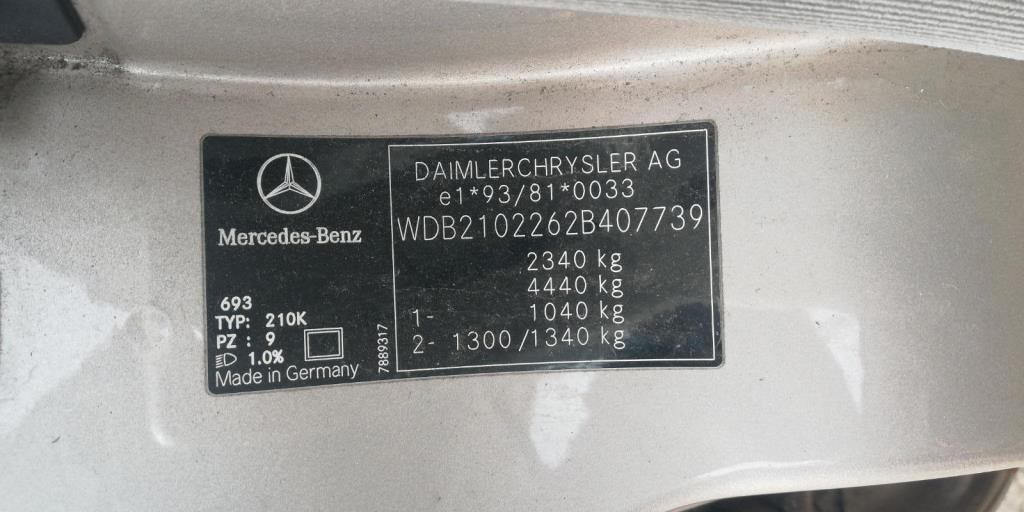 Mercedes-Benz
693
TYP: 210K
PZ : 9
1.0%
Made in Germany
7889317
DAIMLERCHRYSLER AG
e1*93/81*0033
WDB2102262B407739
2340 kg
4440 kg
1- 1040 kg
2- 1300/1340 kg